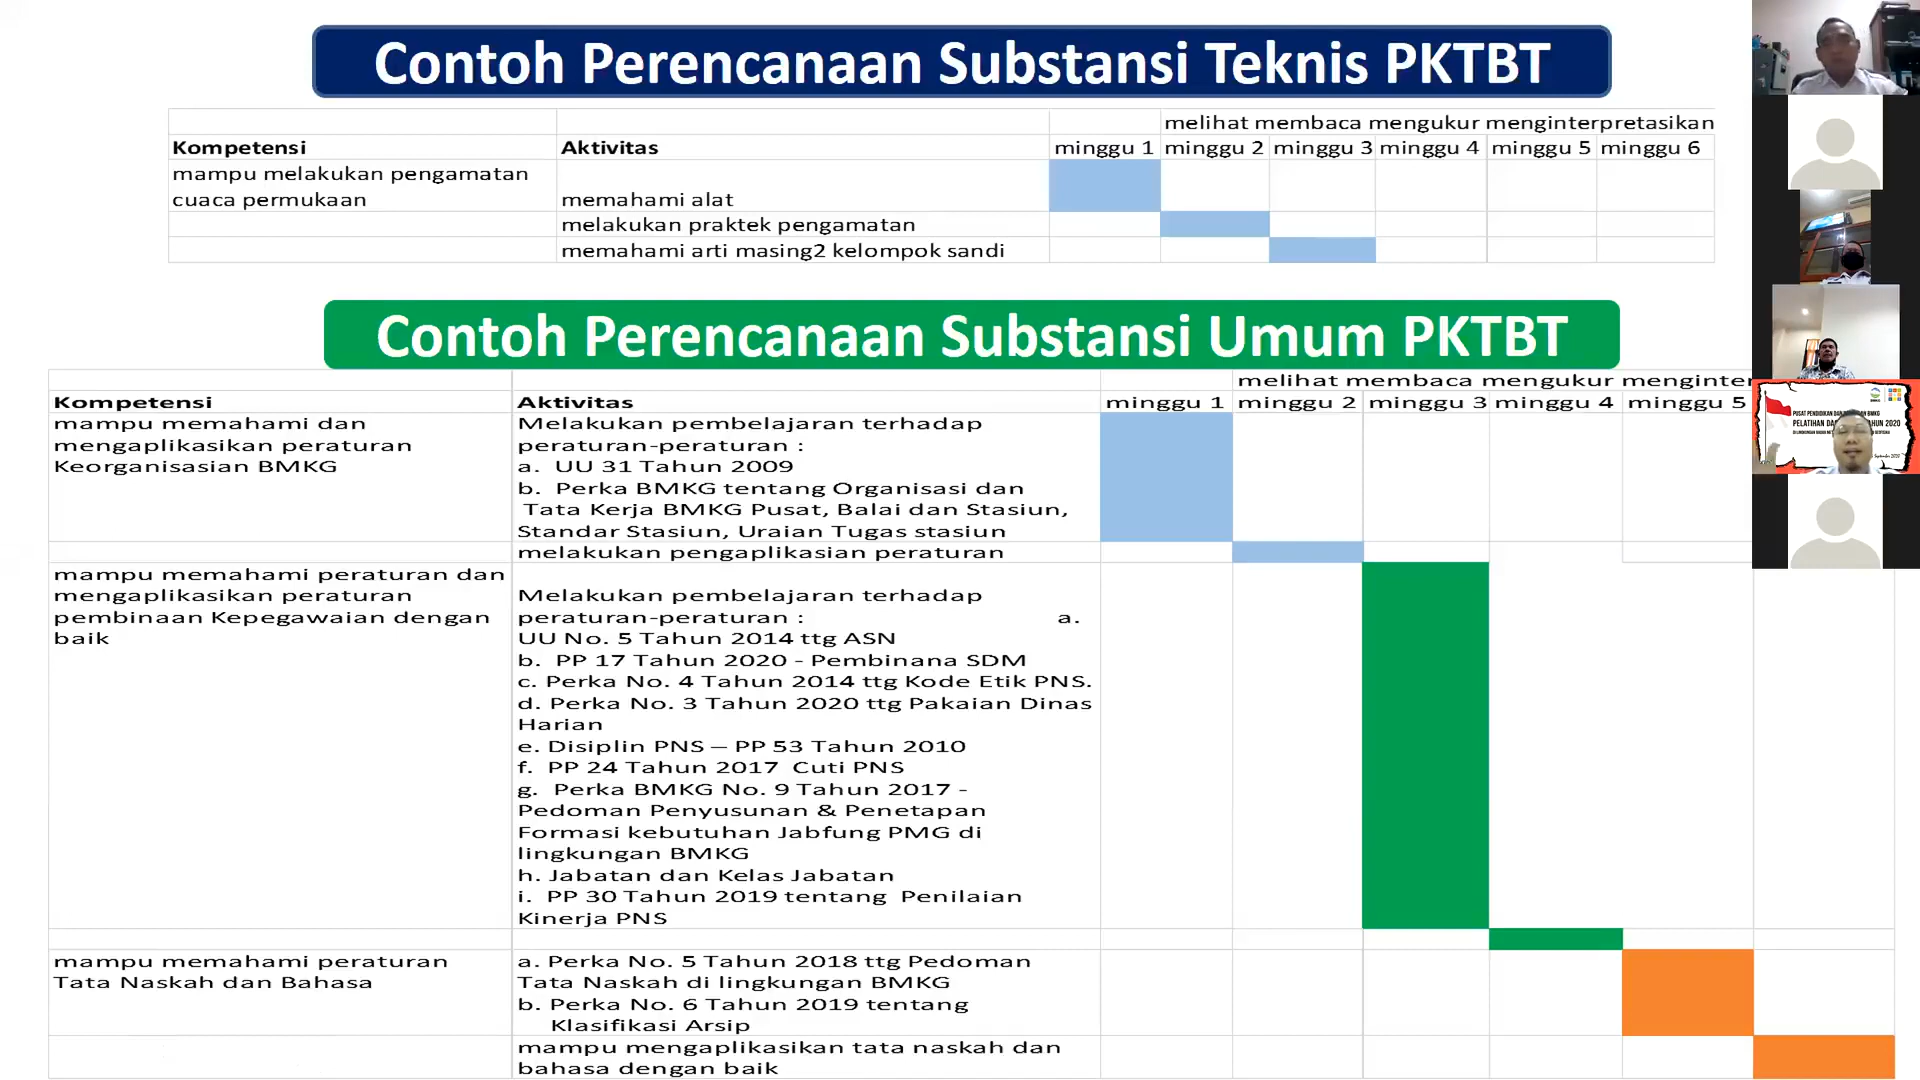 Contoh Perencanaan Substansi Teknis PKTBT
melihat membaca mengukur menginterpretasikan
Kompetensi Aktivitas minggu 1 minggu 2 minggu 3 minggu 4 minggu 5 minggu 6
mampu melakukan pengamatan
cuaca permukaan memahami alat
melakukan praktek pengamatan
memahami arti masing2 kelompok sandi
Contoh Perencanaan Substansi Umum PKTBT
melihat membaca mengukur menginter
Kompetensi Aktivitas minggu 1 minggu 2 minggu 3 minggu 4 minggu 5
mampu memahami dan
mengaplikasikan peraturan
Keorganisasian BMKG
Melakukan pembelajaran terhadap
peraturan-peraturan :
a. UU 31 Tahun 2009
b. Perka BMKG tentang Organisasi dan
Tata Kerja BMKG Pusat, Balai dan Stasiun,
Standar Stasiun, Uraian Tugas stasiun
melakukan pengaplikasian peraturan
mampu memahami peraturan dan
mengaplikasikan peraturan
pembinaan Kepegawaian dengan
baik
Melakukan pembelajaran terhadap
peraturan-peraturan : a.
UU No. 5 Tahun 2014 ttg ASN
b. PP 17 Tahun 2020 - Pembinana SDM
c. Perka No. 4 Tahun 2014 ttg Kode Etik PNS.
d. Perka No. 3 Tahun 2020 ttg Pakaian Dinas
Harian
e. Disiplin PNS – PP 53 Tahun 2010
f. PP 24 Tahun 2017 Cuti PNS
g. Perka BMKG No. 9 Tahun 2017 -
Pedoman Penyusunan & Penetapan
Formasi kebutuhan Jabfung PMG di
lingkungan BMKG
h. Jabatan dan Kelas Jabatan
i. PP 30 Tahun 2019 tentang Penilaian
Kinerja PNS
mampu memahami peraturan
Tata Naskah dan Bahasa
a. Perka No. 5 Tahun 2018 ttg Pedoman
Tata Naskah di lingkungan BMKG
b. Perka No. 6 Tahun 2019 tentang
Klasifikasi Arsip
mampu mengaplikasikan tata naskah dan
bahasa dengan baik
PUSAT PENDIDIKAN DAN BMKG
PELATIHAN TAHUN 2020